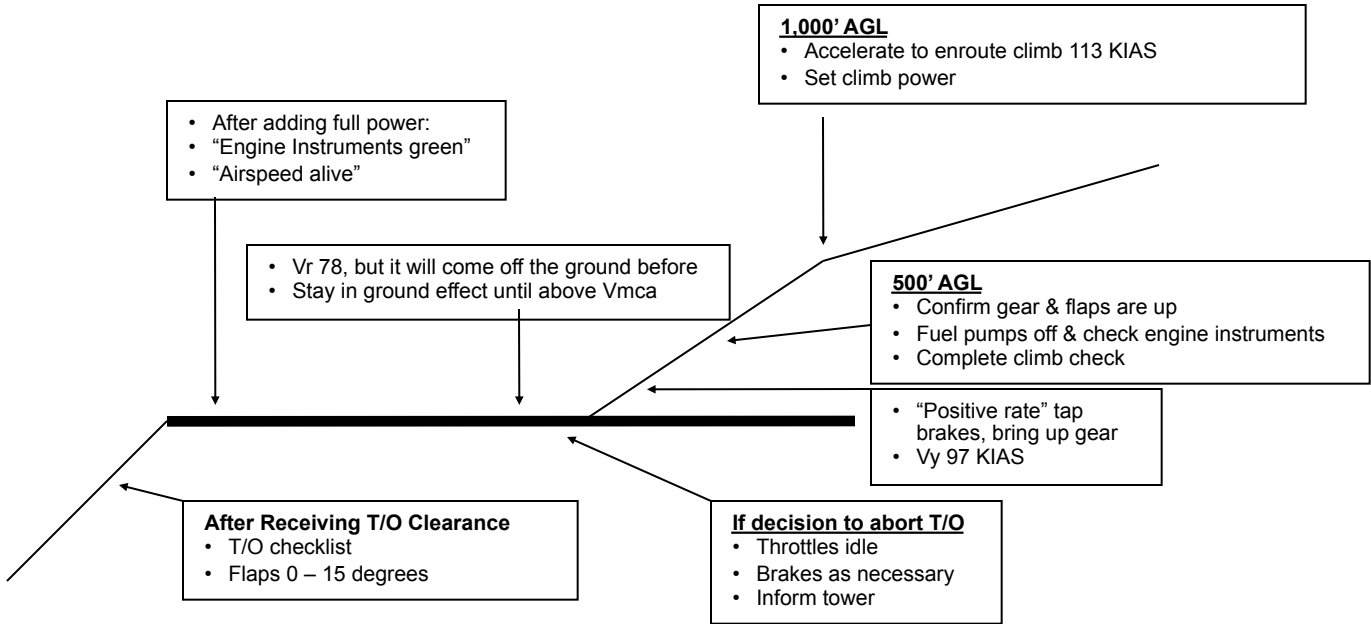 1,000’ AGL
• Accelerate to enroute climb 113 KIAS
• Set climb power
• After adding full power:
• “Engine Instruments green”
• “Airspeed alive”
• Vr 78, but it will come off the ground before
• Stay in ground effect until above Vmca
500’ AGL
• Confirm gear & flaps are up
• Fuel pumps off & check engine instruments
• Complete climb check
• “Positive rate” tap
brakes, bring up gear
• Vy 97 KIAS
After Receiving T/O Clearance
• T/O checklist
• Flaps 0 – 15 degrees
If decision to abort T/O
• Throttles idle
• Brakes as necessary
• Inform tower